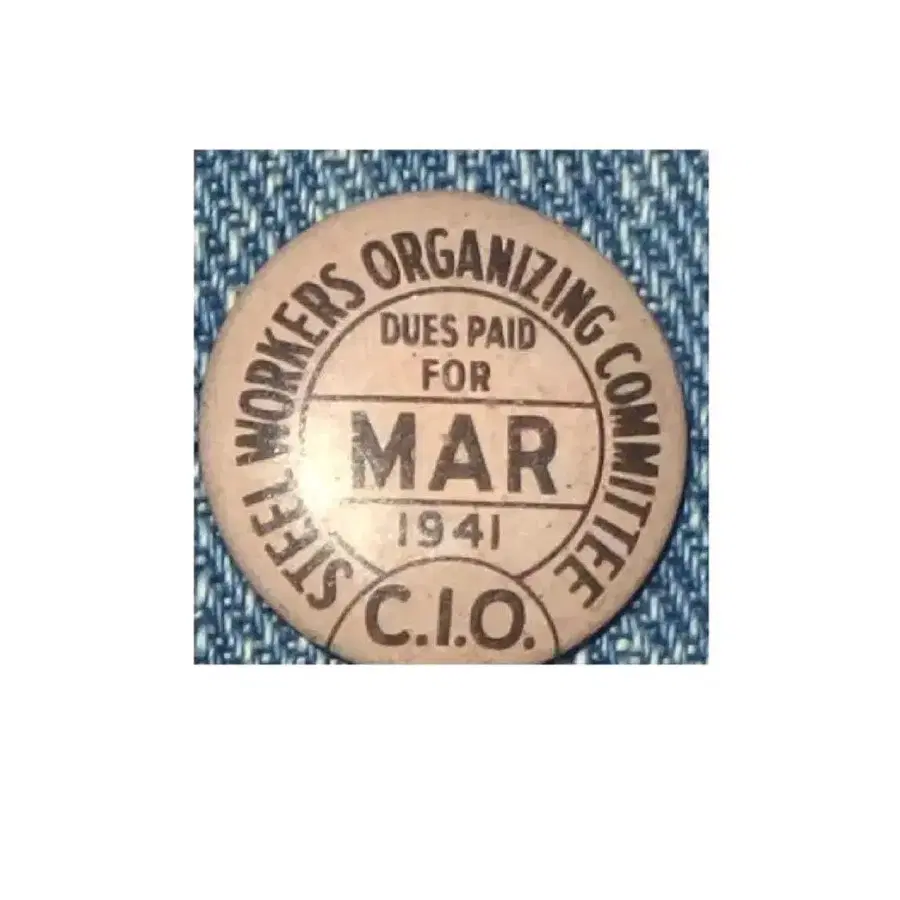 STEEL WORKERS ORGANIZING COMMITTEE
DUES PAID
FOR
MAR
1941
C.I.O.